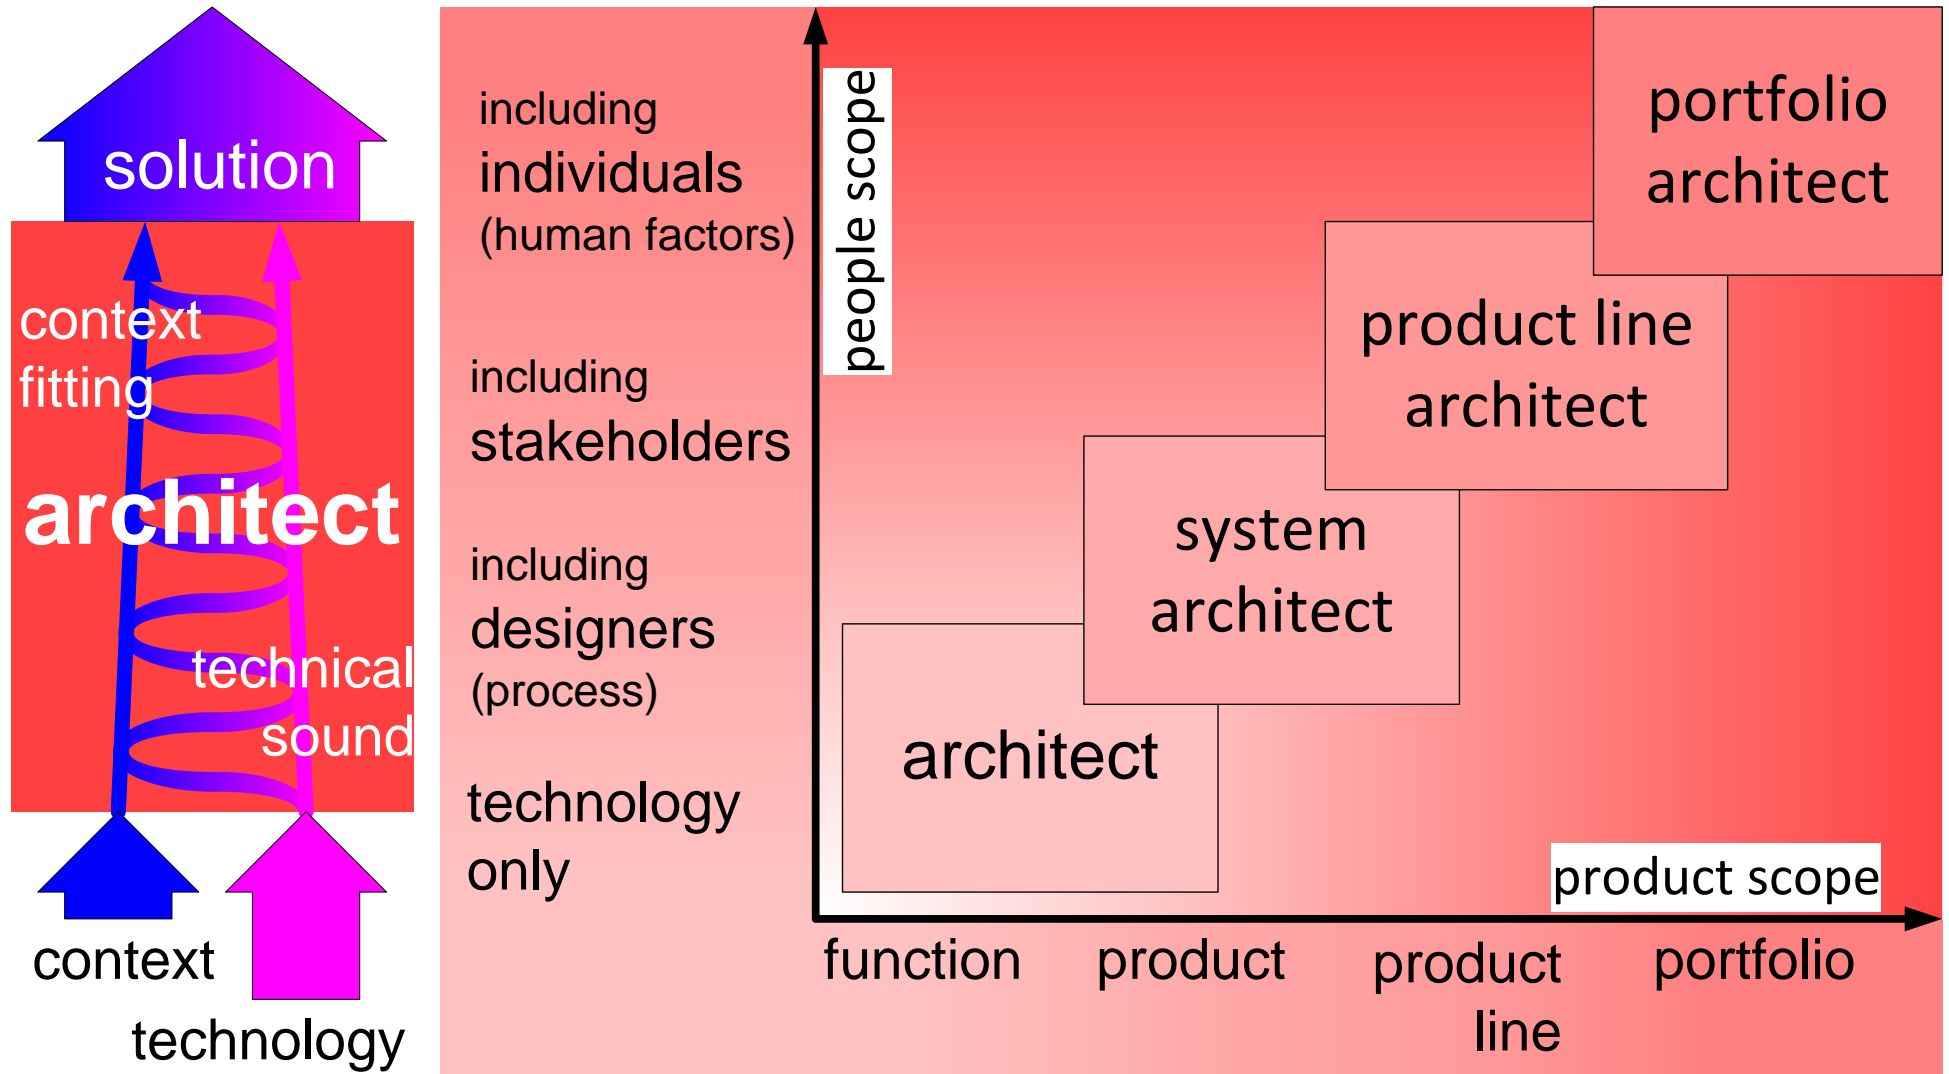 solution
context
fitting
architect
technical
sound
context
technology
including
individuals
(human factors)
including
stakeholders
including
designers
(process)
technology
only
people scope
portfolio
architect
product line
architect
system
architect
architect
product scope
function
product
product
line
portfolio